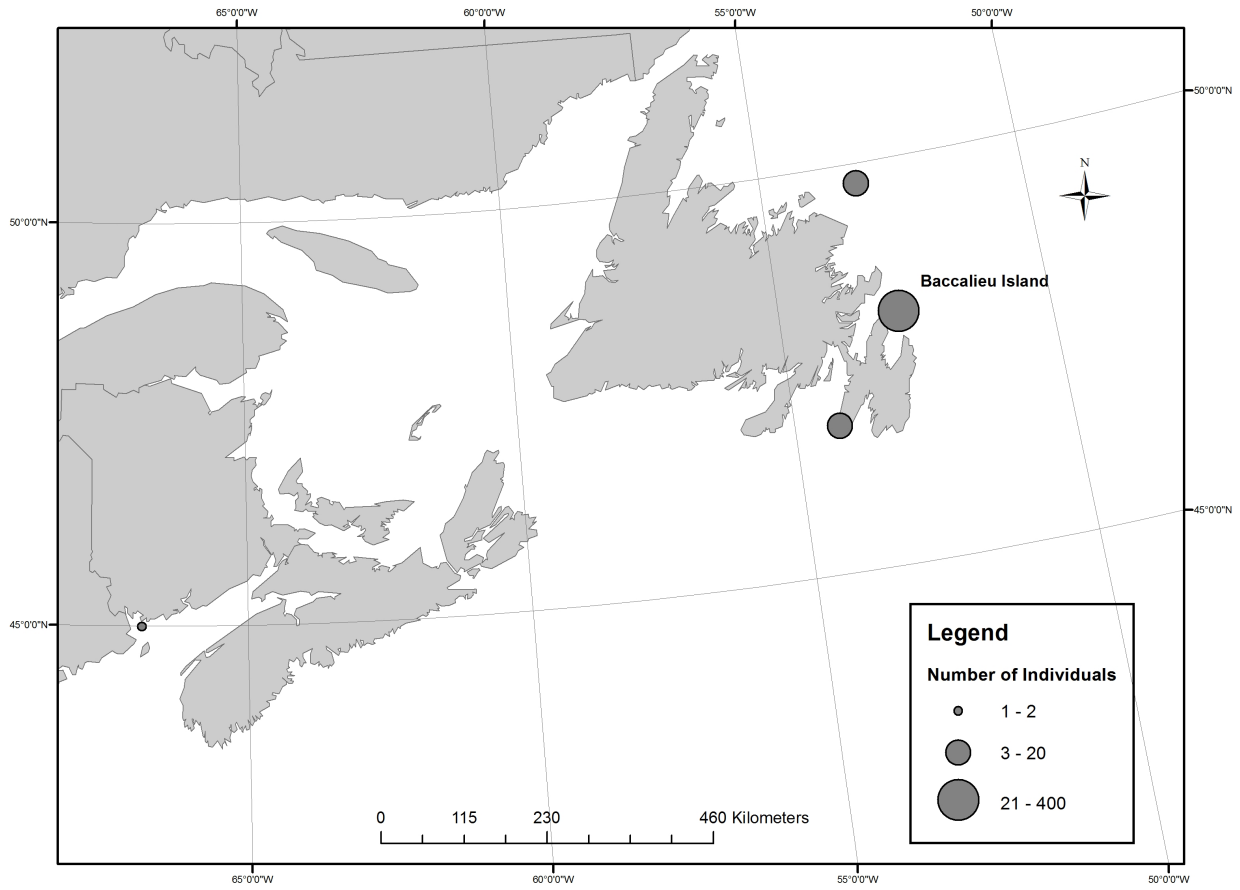 65°0'0"W 60°0'0"W 55°0'0"W 50°0'0"W
50°0'0"N
N
50°0'0"N
Baccalieu Island
45°0'0"N
45°0'0"N
Legend
Number of Individuals
1 - 2
3 - 20
21 - 400
0 115 230 460 Kilometers
65°0'0"W 60°0'0"W 55°0'0"W 50°0'0"W